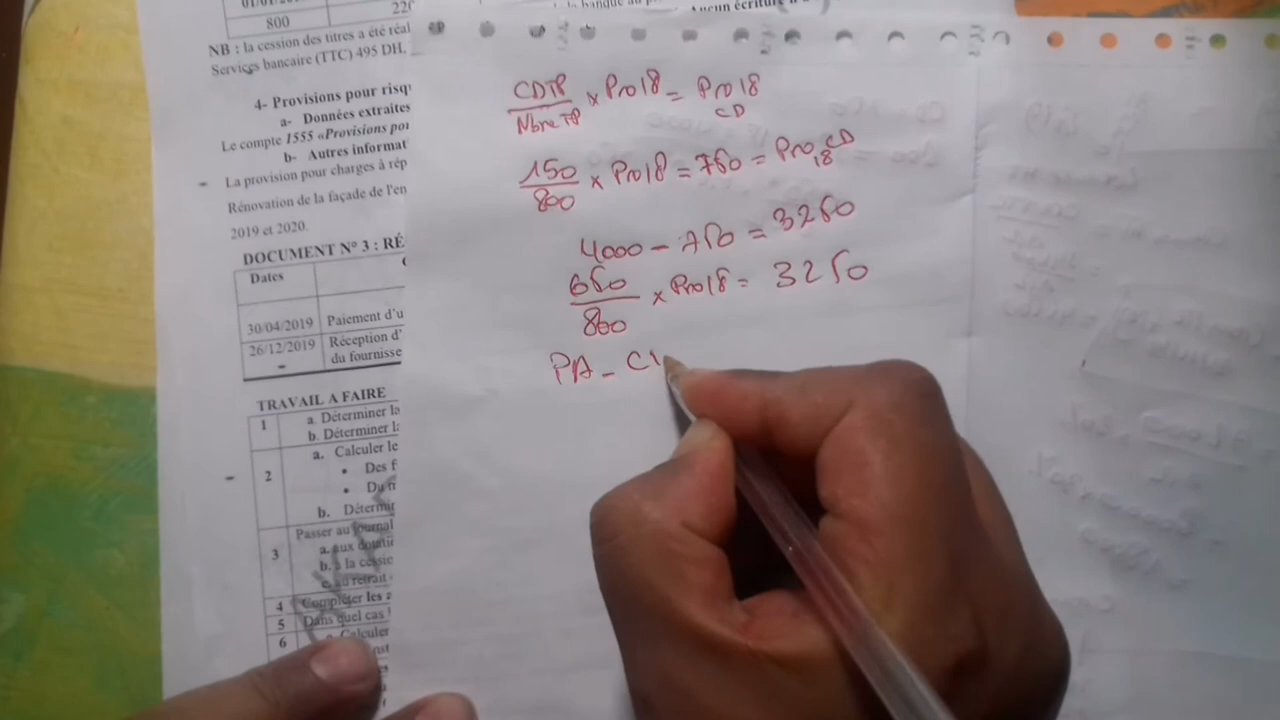 800 220
NB : la cession des titres a été réal
Services bancaire (TTC) 495 DH.
4- Provisions pour risq
a- Données extraites
Le compte 1555 «Provisions pou
b- Autres informat
La provision pour charges à rép
Rénovation de la façade de l'en
2019 et 2020.
DOCUMENT N° 3 : RÉ
Dates
30/04/2019 Paiement d'u
26/12/2019 Réception d'
du fournisse
TRAVAIL A FAIRE
1 a. Déterminer la
b. Déterminer la
2 a. Calculer le
• Des f
• Du m
b. Détermin
3 Passer au journal
a. aux dotatio
b. à la cessio
c. au retrait
4 Compléter les
5 Dans quel cas
6 Calculer
CDTP / Nbre TP × Pro18 = Pro18 CD
150 / 800 × Pro18 = 750 = Pro18 CD
4000 - 750 = 3250
650 / 800 × Pro18 = 3250
PA - C